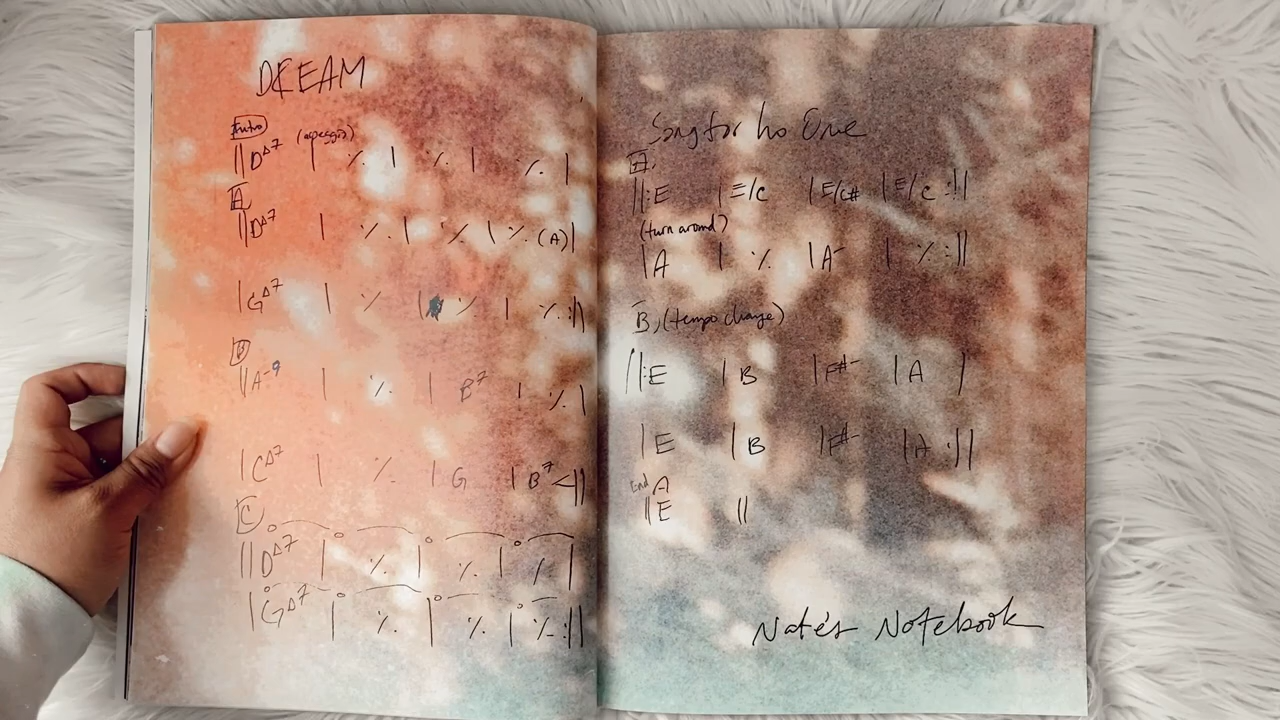 DREAM
Intro (arpeggio)
||D△7 | ٪ | ٪ | ٪ |
A
||D△7 | ٪ | ٪ | ٪ (A)|
|G△7 | ٪ | ٪ | ٪ :||
B
||A-9 | ٪ | B7 | ٪ |
|C△7 | ٪ | G | B7 <||
C
||D△7 | ٪ | ٪ | ٪ |
|G△7 | ٪ | ٪ | ٪ :||
Song for No One
A,
||:E |E/C |E/C# |E/C :||
(turn around)
|A | ٪ |A- | ٪ :||
B, (tempo change)
||:E |B |F#- |A |
|E |B |F#- |A :||
End A
||E ||
Nate's Notebook